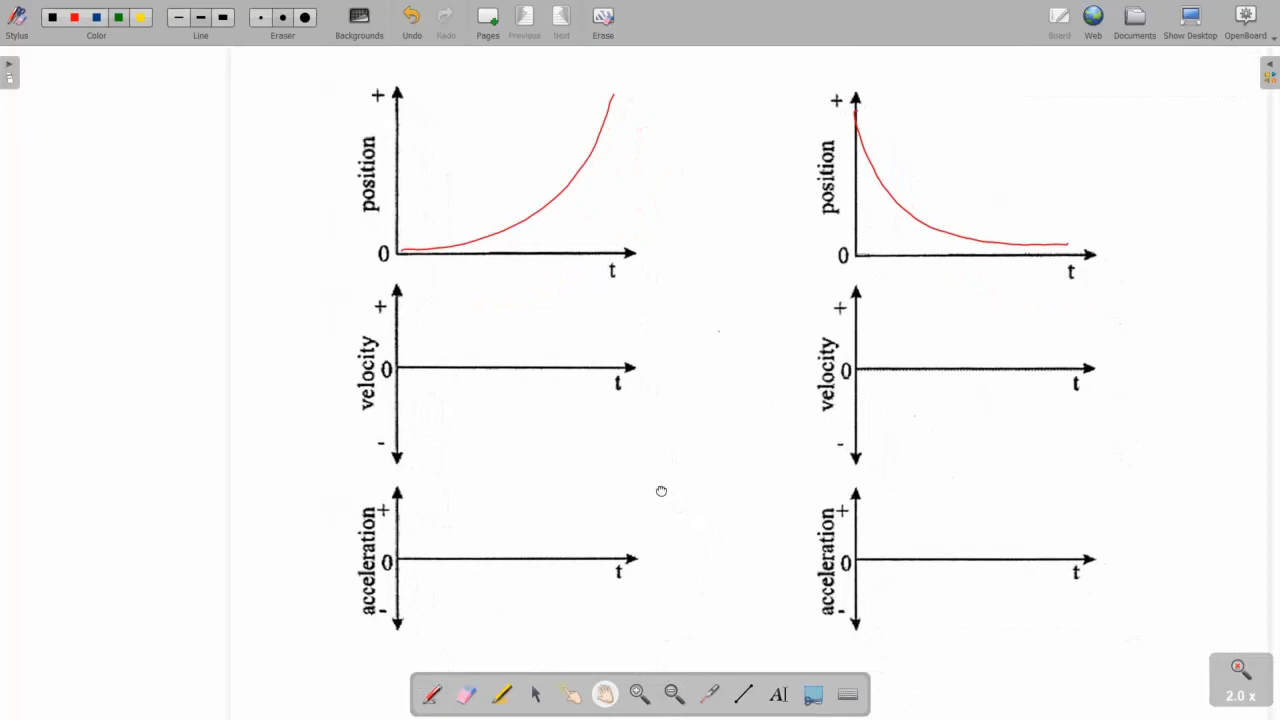 Stylus Color Line Eraser Backgrounds Undo Redo Pages Previous Next Erase Board Web Documents Show Desktop OpenBoard
+
position
0
t
+
velocity
0
t
-
+
acceleration
0
t
-
+
position
0
t
+
velocity
0
t
-
+
acceleration
0
t
-
AI
2.0 x